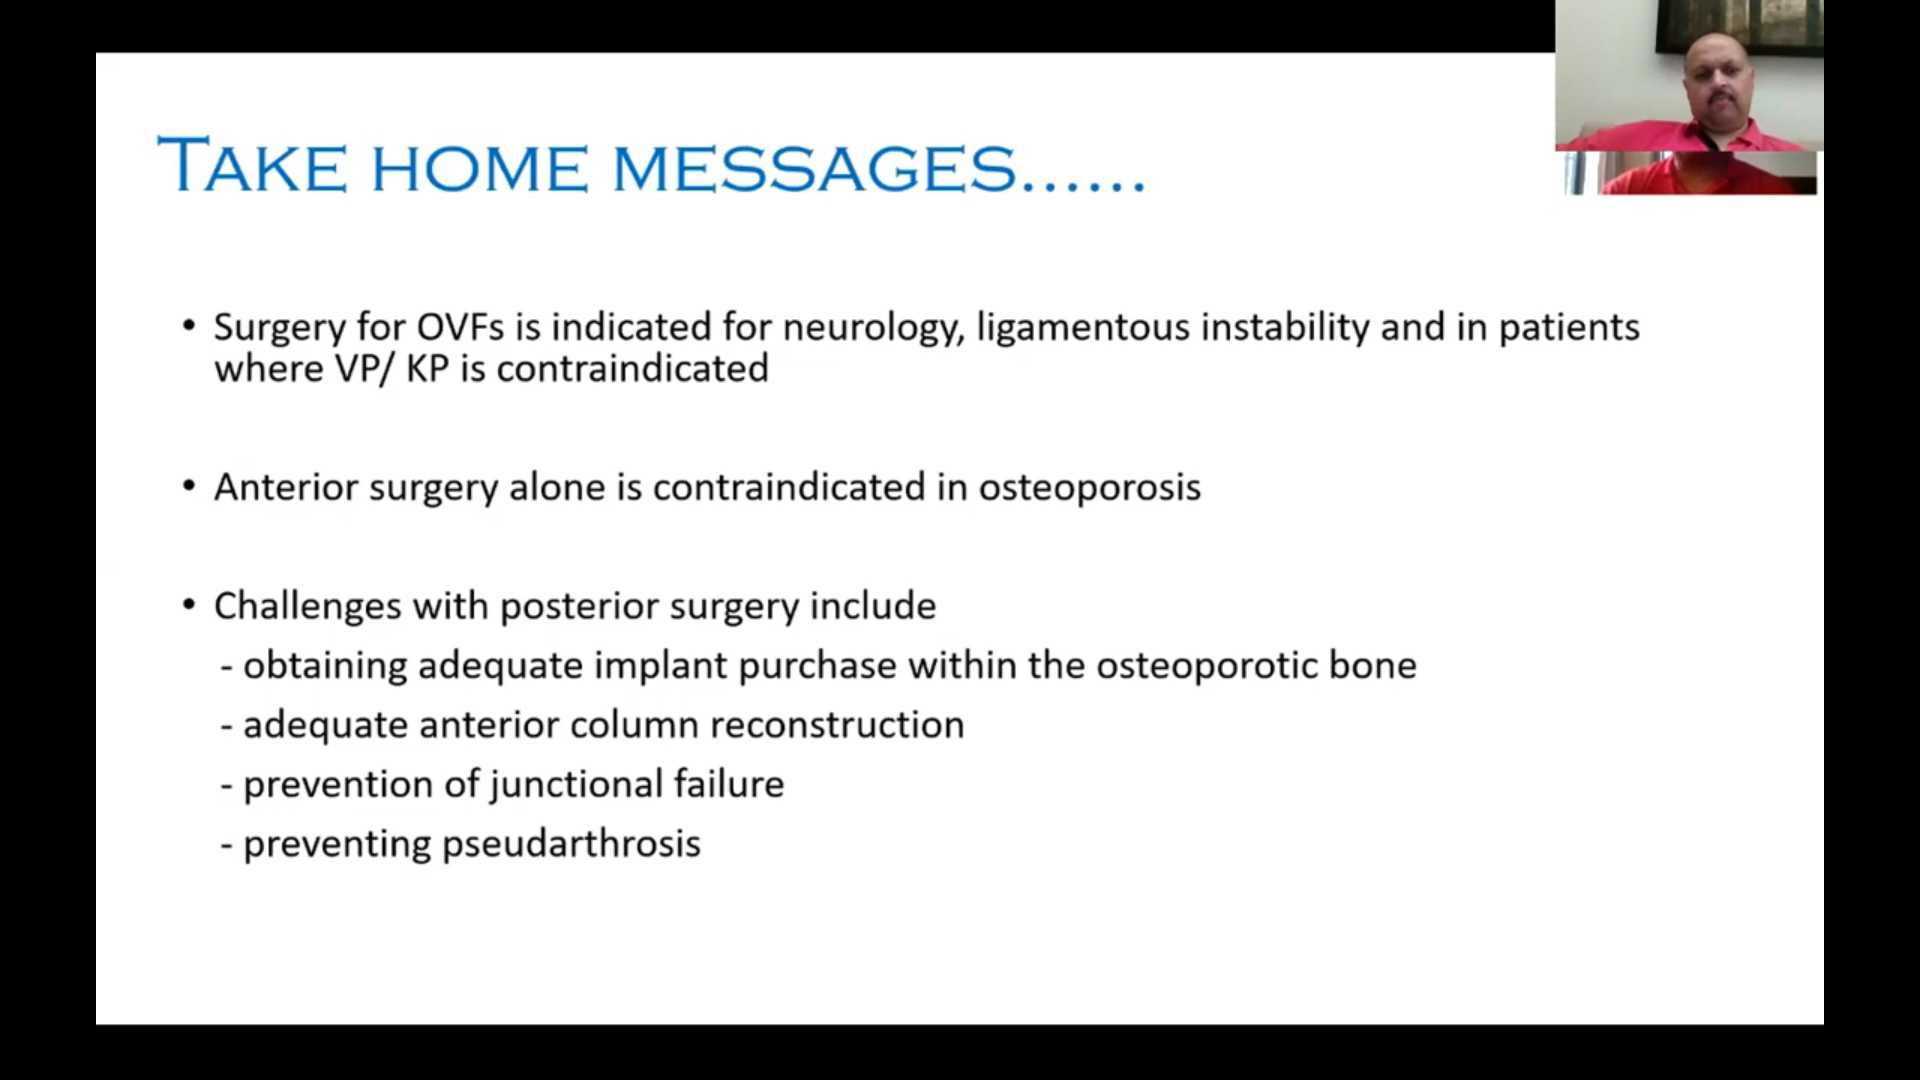 TAKE HOME MESSAGES......
• Surgery for OVFs is indicated for neurology, ligamentous instability and in patients
where VP/ KP is contraindicated
• Anterior surgery alone is contraindicated in osteoporosis
• Challenges with posterior surgery include
- obtaining adequate implant purchase within the osteoporotic bone
- adequate anterior column reconstruction
- prevention of junctional failure
- preventing pseudarthrosis